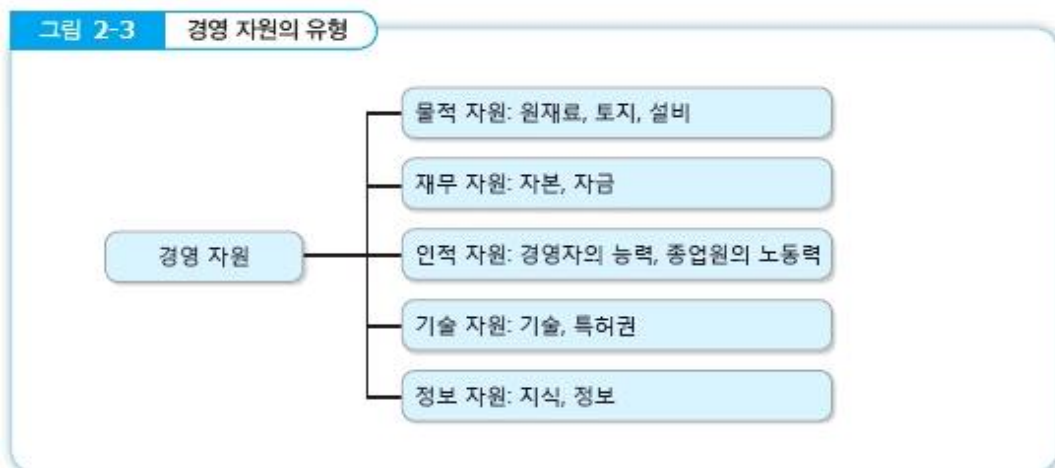 그림 2-3 경영 자원의 유형
물적 자원: 원재료, 토지, 설비
재무 자원: 자본, 자금
경영 자원
인적 자원: 경영자의 능력, 종업원의 노동력
기술 자원: 기술, 특허권
정보 자원: 지식, 정보